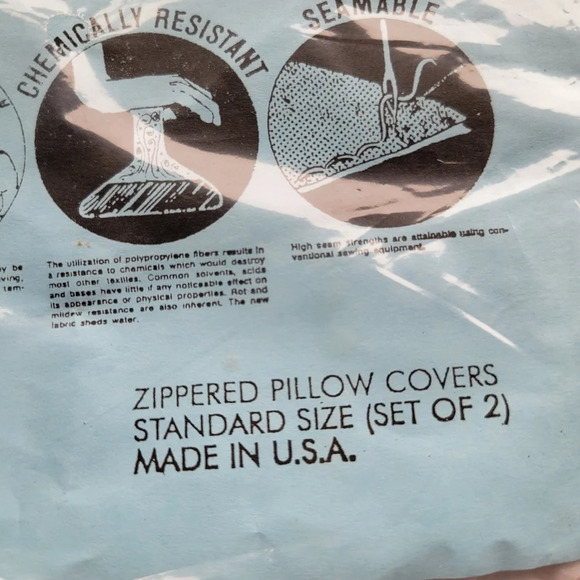 CHEMICALLY RESISTANT
SEAMABLE
The utilization of polypropylene fibers results in
a resistance to chemicals which would destroy
most other textiles. Common solvents, acids
and bases have little if any noticeable effect on
its appearance or physical properties. Rot and
mildew resistance are also inherent. The new
fabric sheds water.
High seam strengths are attainable using con-
ventional sewing equipment.
ZIPPERED PILLOW COVERS
STANDARD SIZE (SET OF 2)
MADE IN U.S.A.